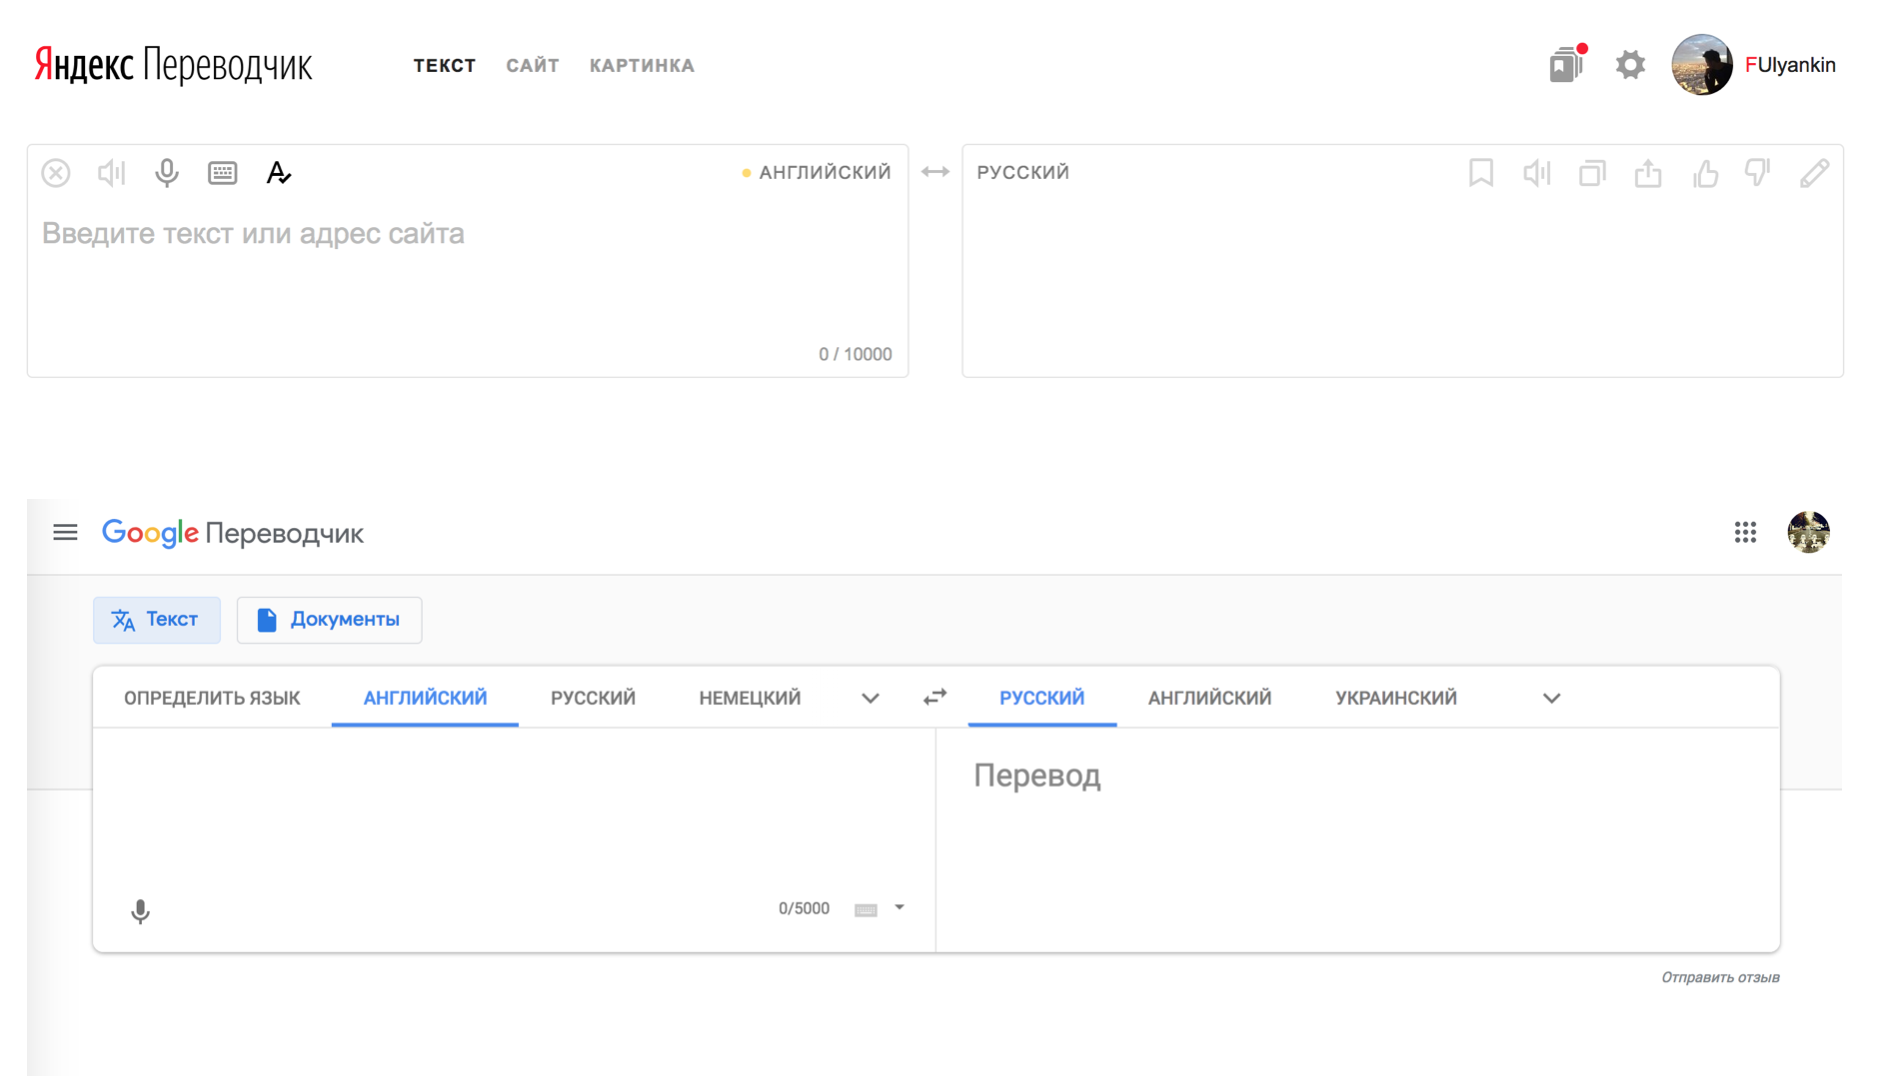 Яндекс Переводчик ТЕКСТ САЙТ КАРТИНКА FUlyankin
АНГЛИЙСКИЙ РУССКИЙ
Введите текст или адрес сайта
0 / 10000
Google Переводчик
Текст Документы
ОПРЕДЕЛИТЬ ЯЗЫК АНГЛИЙСКИЙ РУССКИЙ НЕМЕЦКИЙ РУССКИЙ АНГЛИЙСКИЙ УКРАИНСКИЙ
Перевод
0/5000
Отправить отзыв